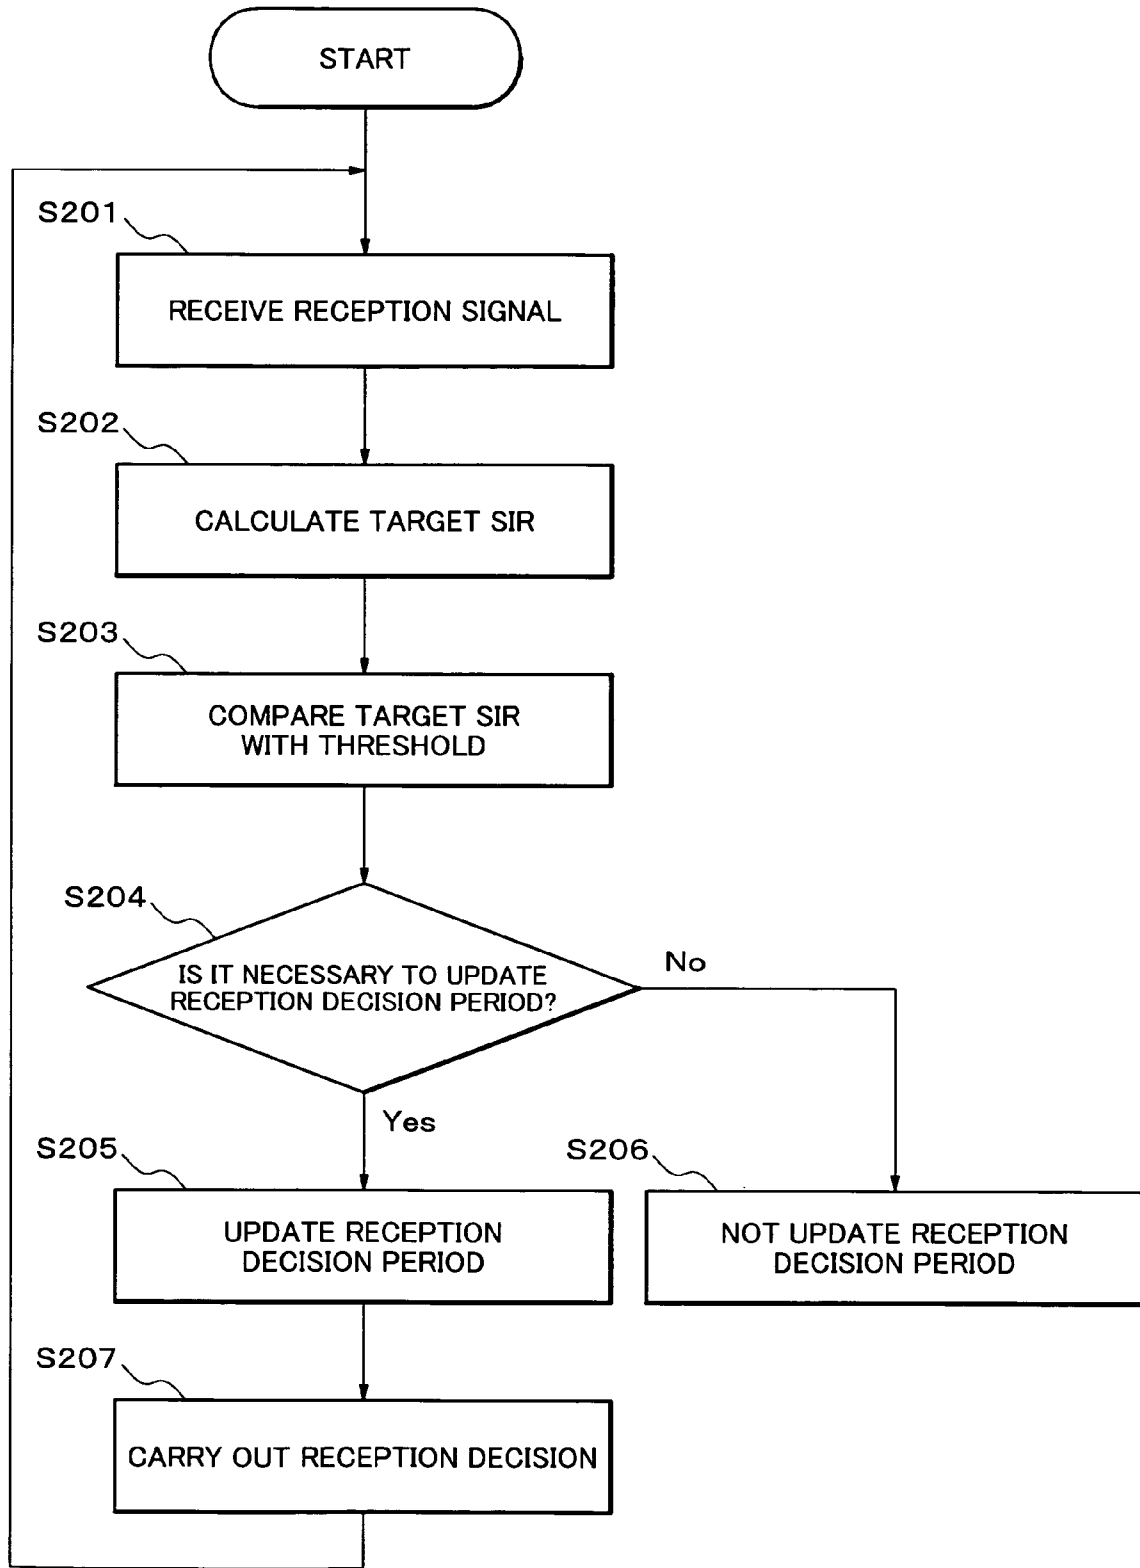 START
S201
RECEIVE RECEPTION SIGNAL
S202
CALCULATE TARGET SIR
S203
COMPARE TARGET SIR
WITH THRESHOLD
S204
IS IT NECESSARY TO UPDATE
RECEPTION DECISION PERIOD?
No
Yes
S205
UPDATE RECEPTION
DECISION PERIOD
S206
NOT UPDATE RECEPTION
DECISION PERIOD
S207
CARRY OUT RECEPTION DECISION